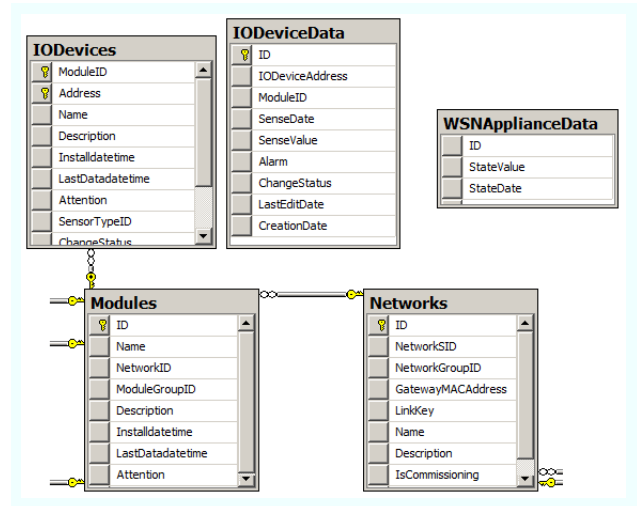 IODevices
ModuleID
Address
Name
Description
Installdatetime
LastDatadatetime
Attention
SensorTypeID
ChangeStatus
IODeviceData
ID
IODeviceAddress
ModuleID
SenseDate
SenseValue
Alarm
ChangeStatus
LastEditDate
CreationDate
WSNApplianceData
ID
StateValue
StateDate
Modules
ID
Name
NetworkID
ModuleGroupID
Description
Installdatetime
LastDatadatetime
Attention
Networks
ID
NetworkSID
NetworkGroupID
GatewayMACAddress
LinkKey
Name
Description
IsCommissioning